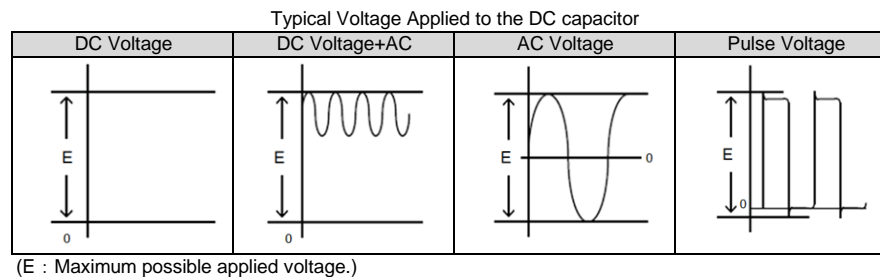 Typical Voltage Applied to the DC capacitor
DC Voltage DC Voltage+AC AC Voltage Pulse Voltage
E E E E
0 0 0 0
(E：Maximum possible applied voltage.)